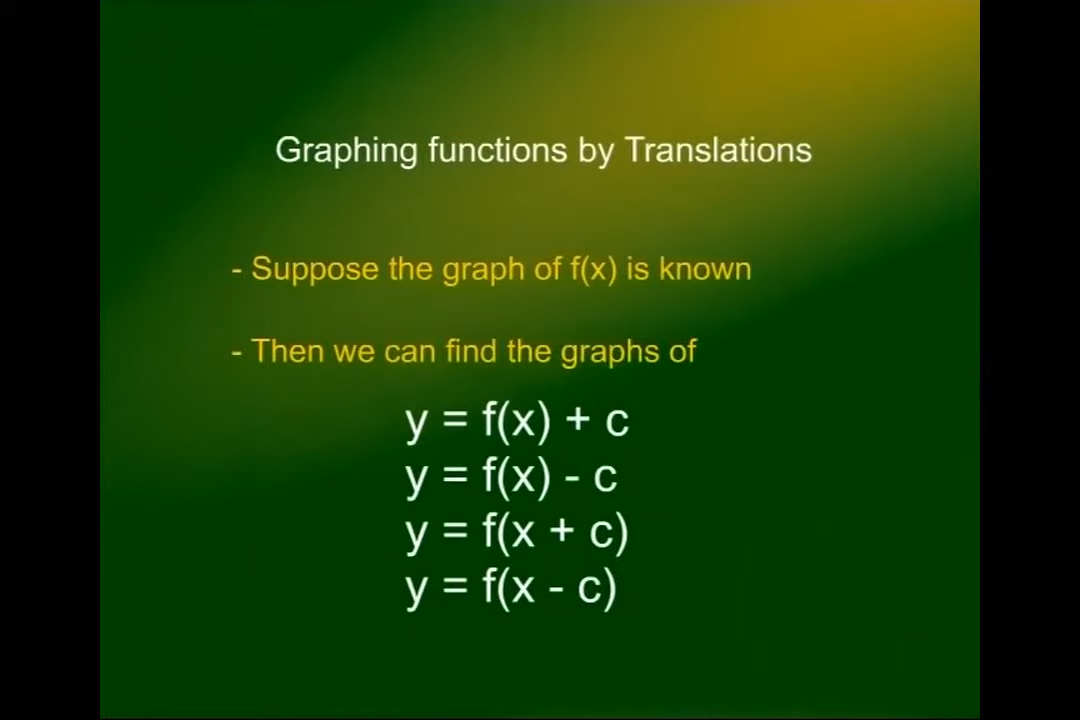 Graphing functions by Translations
- Suppose the graph of f(x) is known
- Then we can find the graphs of
y = f(x) + c
y = f(x) - c
y = f(x + c)
y = f(x - c)